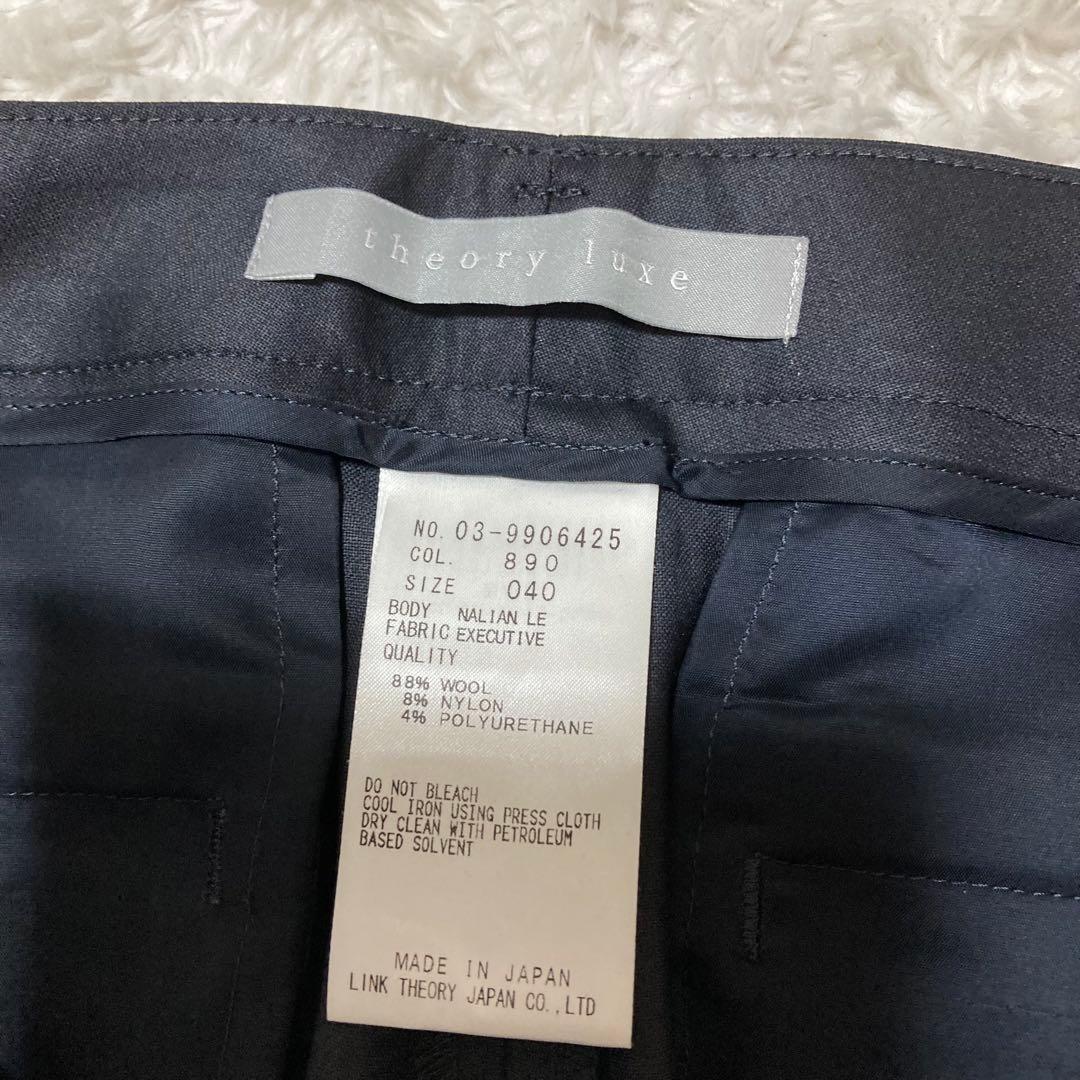 theory luxe
NO. 03-9906425
COL. 890
SIZE 040
BODY NALIAN LE
FABRIC EXECUTIVE
QUALITY
88% WOOL
8% NYLON
4% POLYURETHANE
DO NOT BLEACH
COOL IRON USING PRESS CLOTH
DRY CLEAN WITH PETROLEUM
BASED SOLVENT
MADE IN JAPAN
LINK THEORY JAPAN CO.,LTD